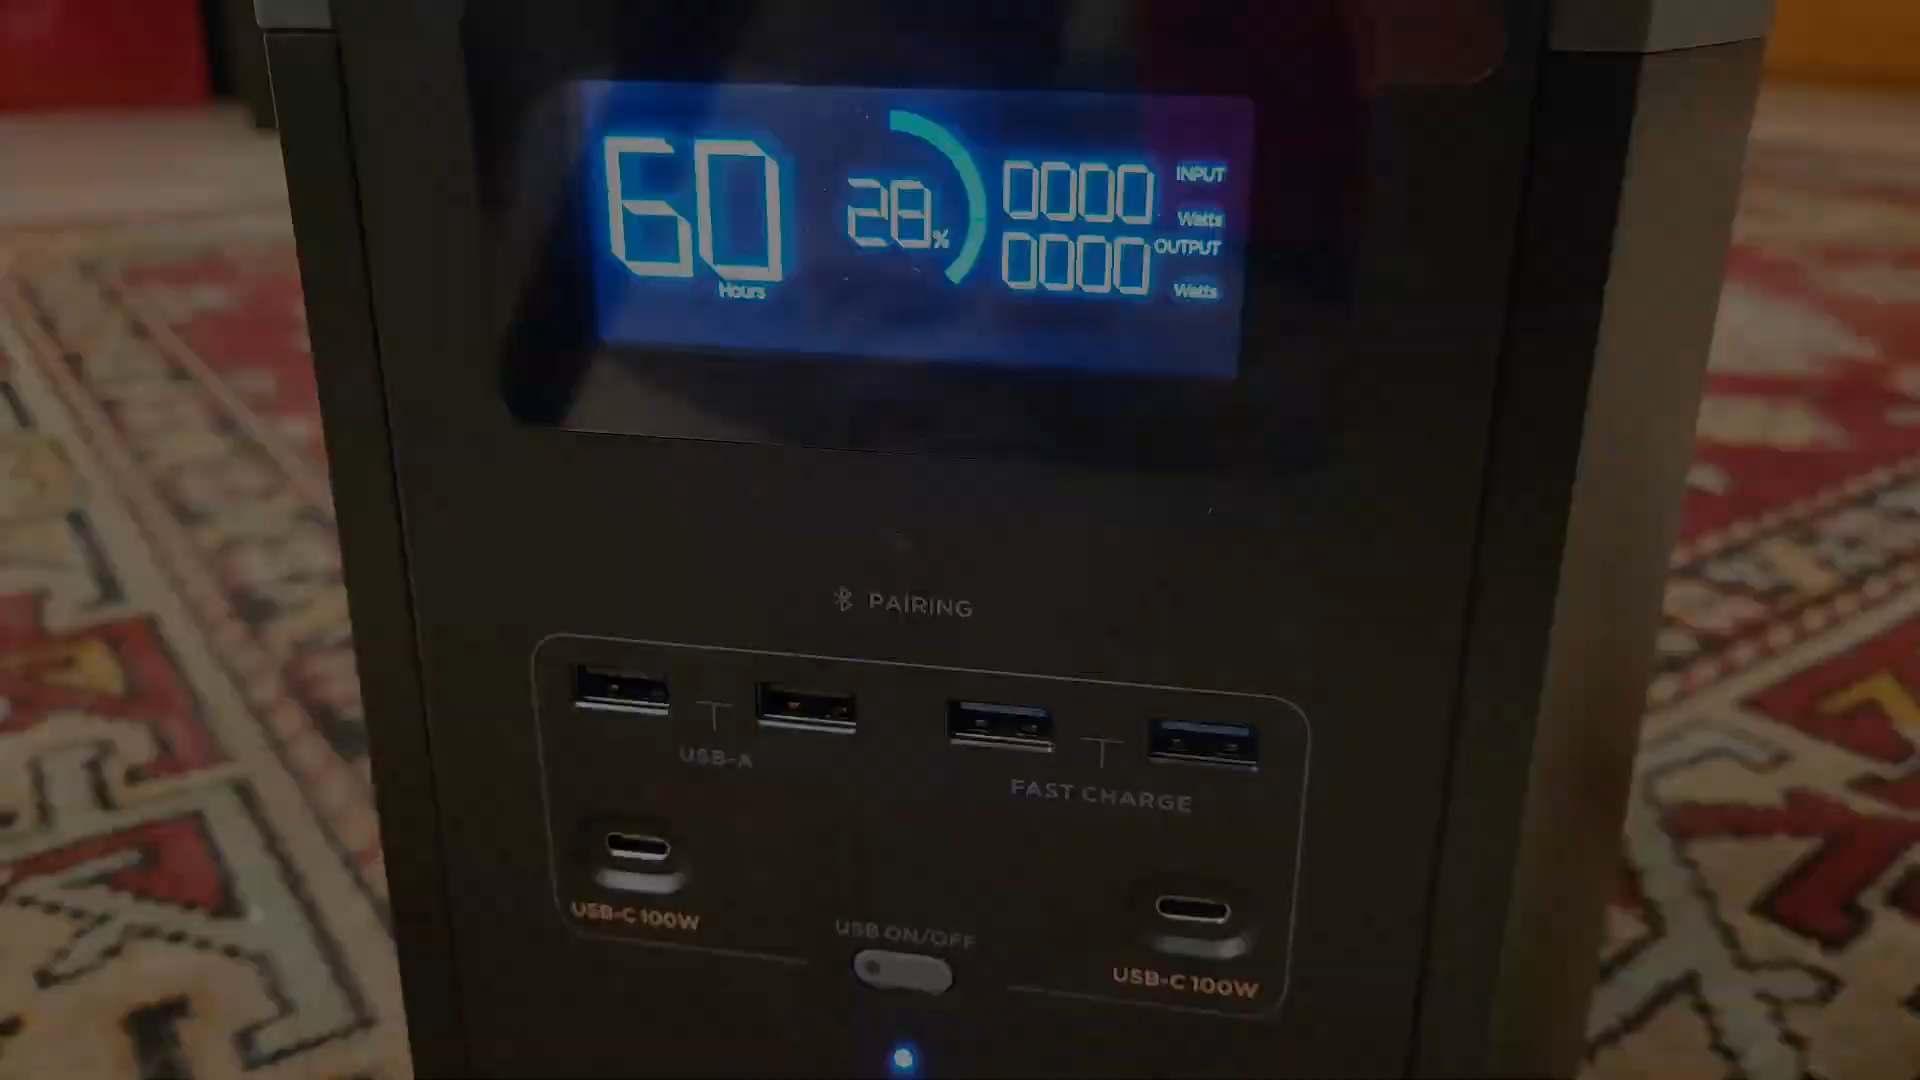 60
Hours
28%
0000 INPUT
Watts
0000 OUTPUT
Watts
PAIRING
USB-A
FAST CHARGE
USB-C 100W
USB ON/OFF
USB-C 100W